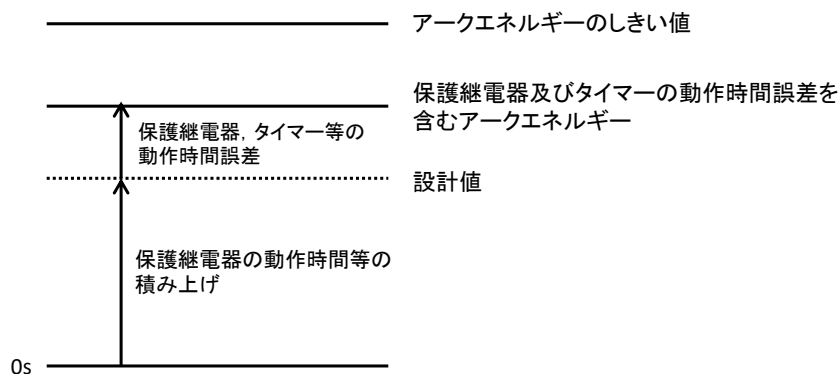 アークエネルギーのしきい値
保護継電器及びタイマーの動作時間誤差を
含むアークエネルギー
保護継電器，タイマー等の
動作時間誤差
設計値
保護継電器の動作時間等の
積み上げ
0s